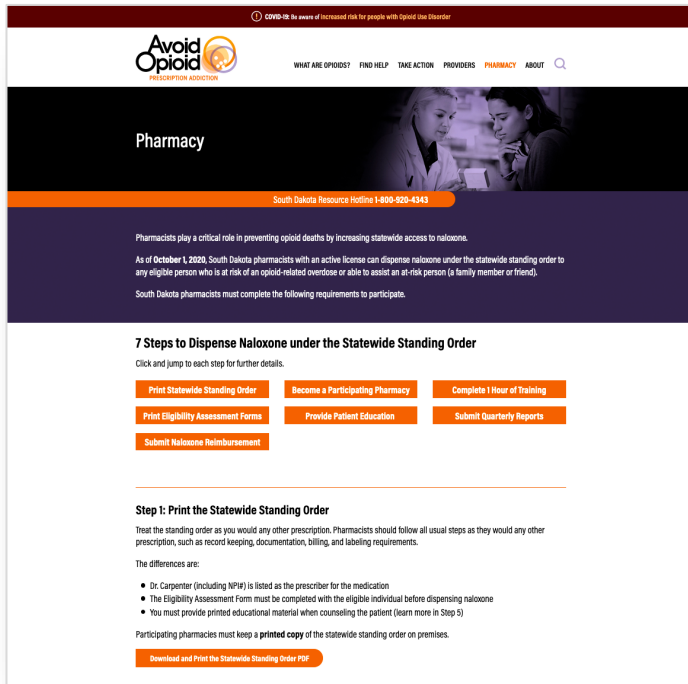 COVID-19: Be aware of increased risk for people with Opioid Use Disorder
Avoid
Opioid
PRESCRIPTION ADDICTION
WHAT ARE OPIOIDS? FIND HELP TAKE ACTION PROVIDERS PHARMACY ABOUT
Pharmacy
South Dakota Resource Hotline 1-800-920-4343
Pharmacists play a critical role in preventing opioid deaths by increasing statewide access to naloxone.
As of October 1, 2020, South Dakota pharmacists with an active license can dispense naloxone under the statewide standing order to
any eligible person who is at risk of an opioid-related overdose or able to assist an at-risk person (a family member or friend).
South Dakota pharmacists must complete the following requirements to participate.
7 Steps to Dispense Naloxone under the Statewide Standing Order
Click and jump to each step for further details.
Print Statewide Standing Order Become a Participating Pharmacy Complete 1 Hour of Training
Print Eligibility Assessment Forms Provide Patient Education Submit Quarterly Reports
Submit Naloxone Reimbursement
Step 1: Print the Statewide Standing Order
Treat the standing order as you would any other prescription. Pharmacists should follow all usual steps as they would any other
prescription, such as record keeping, documentation, billing, and labeling requirements.
The differences are:
• Dr. Carpenter (including NPI#) is listed as the prescriber for the medication
• The Eligibility Assessment Form must be completed with the eligible individual before dispensing naloxone
• You must provide printed educational material when counseling the patient (learn more in Step 5)
Participating pharmacies must keep a printed copy of the statewide standing order on premises.
Download and Print the Statewide Standing Order PDF